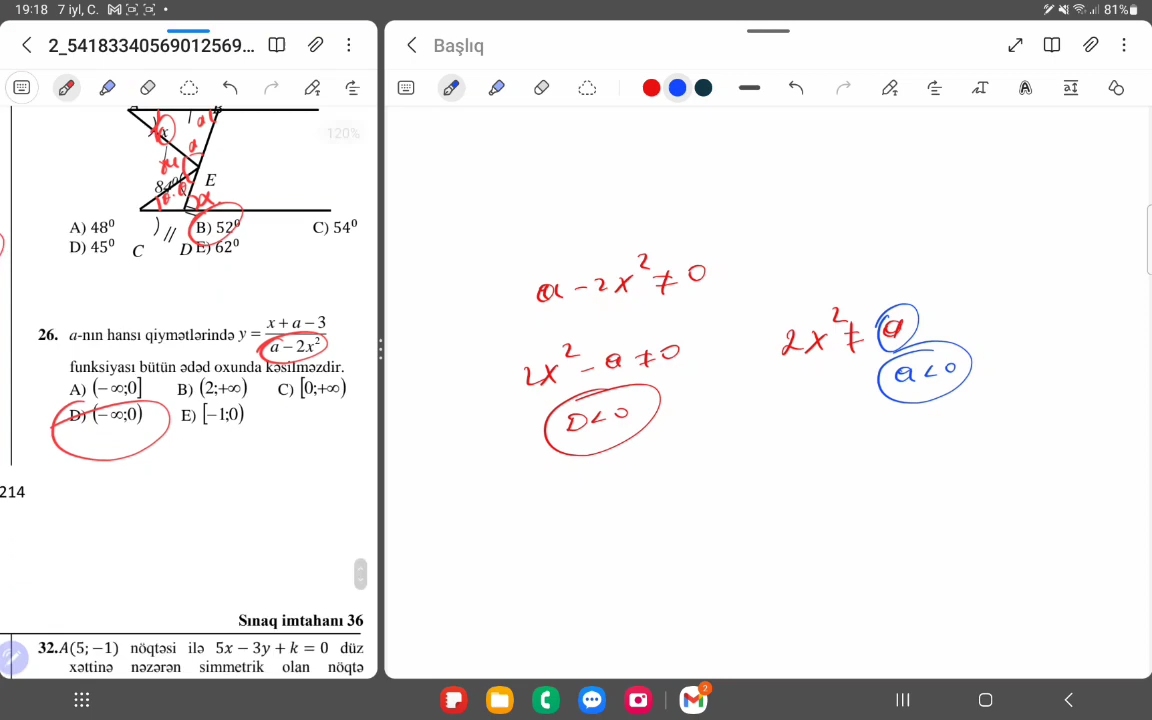 19:18 7 iyl, C. 81%
2_54183340569012569...
Başlıq
120%
E
A) 48⁰ B) 52⁰ C) 54⁰
D) 45⁰ C D E) 62⁰
26. a-nın hansı qiymətlərində y = (x + a − 3)/(a − 2x²)
funksiyası bütün ədəd oxunda kəsilməzdir.
A) (−∞;0] B) (2;+∞) C) [0;+∞)
D) (−∞;0) E) [−1;0)
214
Sınaq imtahanı 36
32.A(5; −1) nöqtəsi ilə 5x − 3y + k = 0 düz
xəttinə nəzərən simmetrik olan nöqtə
a − 2x² ≠ 0
2x² − a ≠ 0
D < 0
2x² ≠ a
a < 0
2